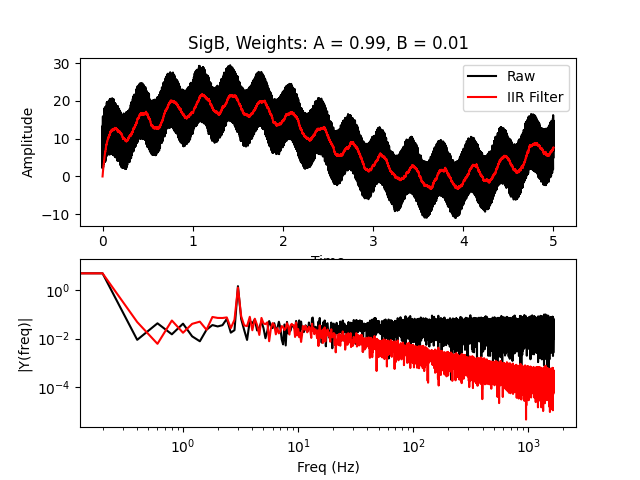 SigB, Weights: A = 0.99, B = 0.01
30
20
10
0
−10
Amplitude
Raw
IIR Filter
0 1 2 3 4 5
Time
10⁰
10⁻²
10⁻⁴
|Y(freq)|
10⁰ 10¹ 10² 10³
Freq (Hz)